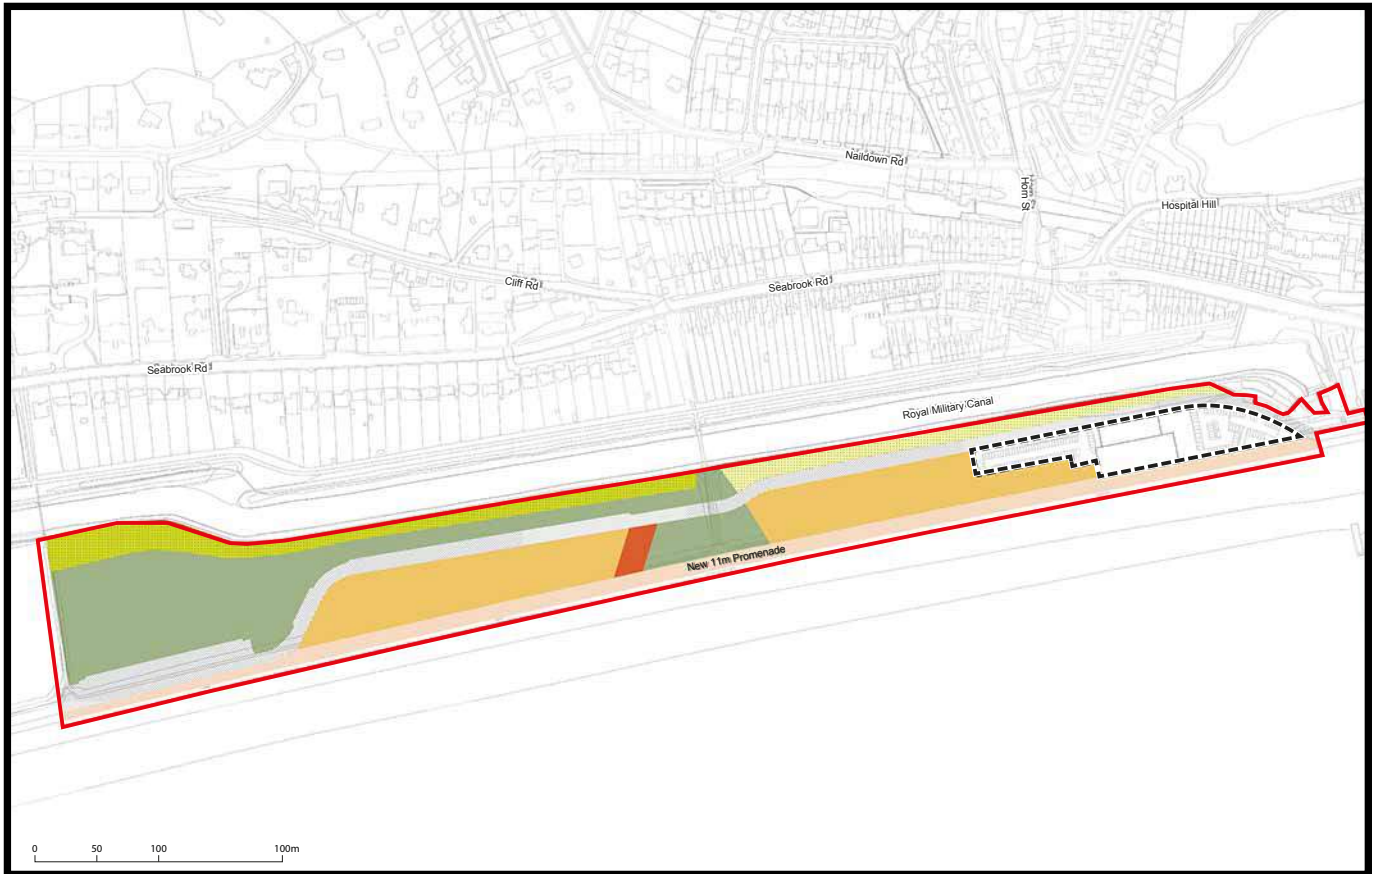 Naildown Rd
Horn St
Hospital Hill
Cliff Rd
Seabrook Rd
Seabrook Rd
Royal Military Canal
New 11m Promenade
0 50 100 100m